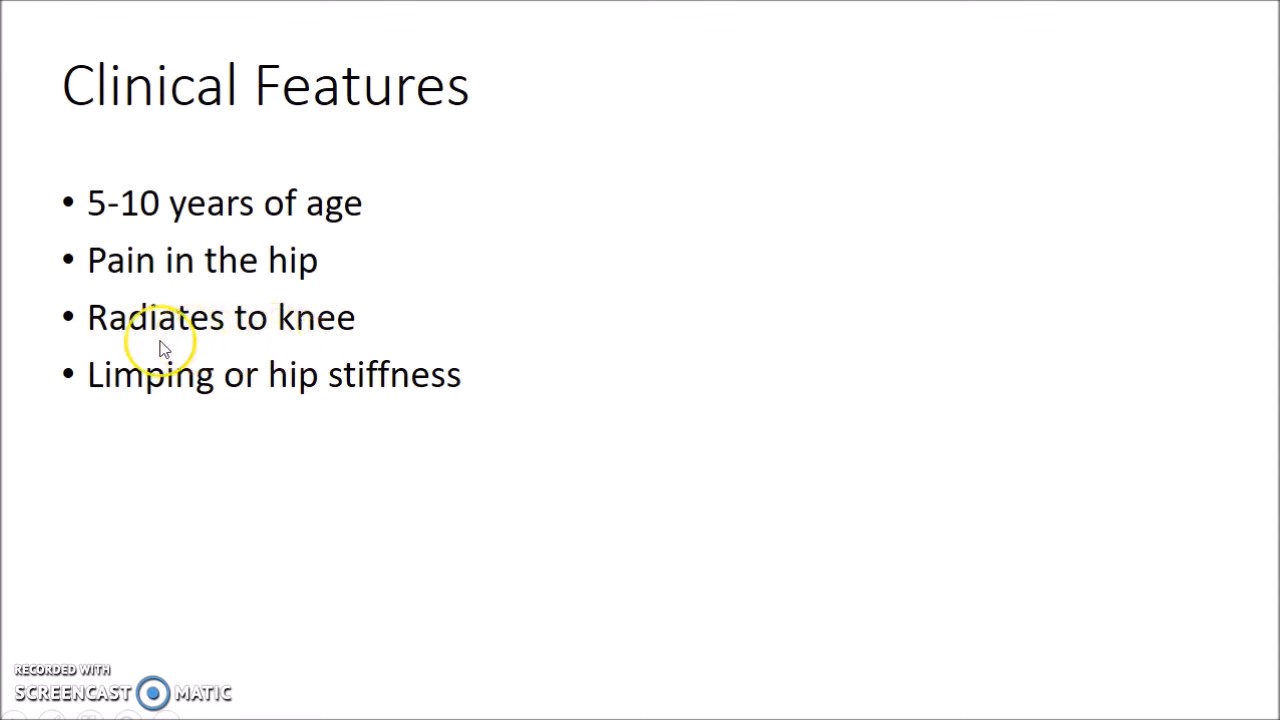 Clinical Features
• 5-10 years of age
• Pain in the hip
• Radiates to knee
• Limping or hip stiffness
RECORDED WITH
SCREENCAST MATIC